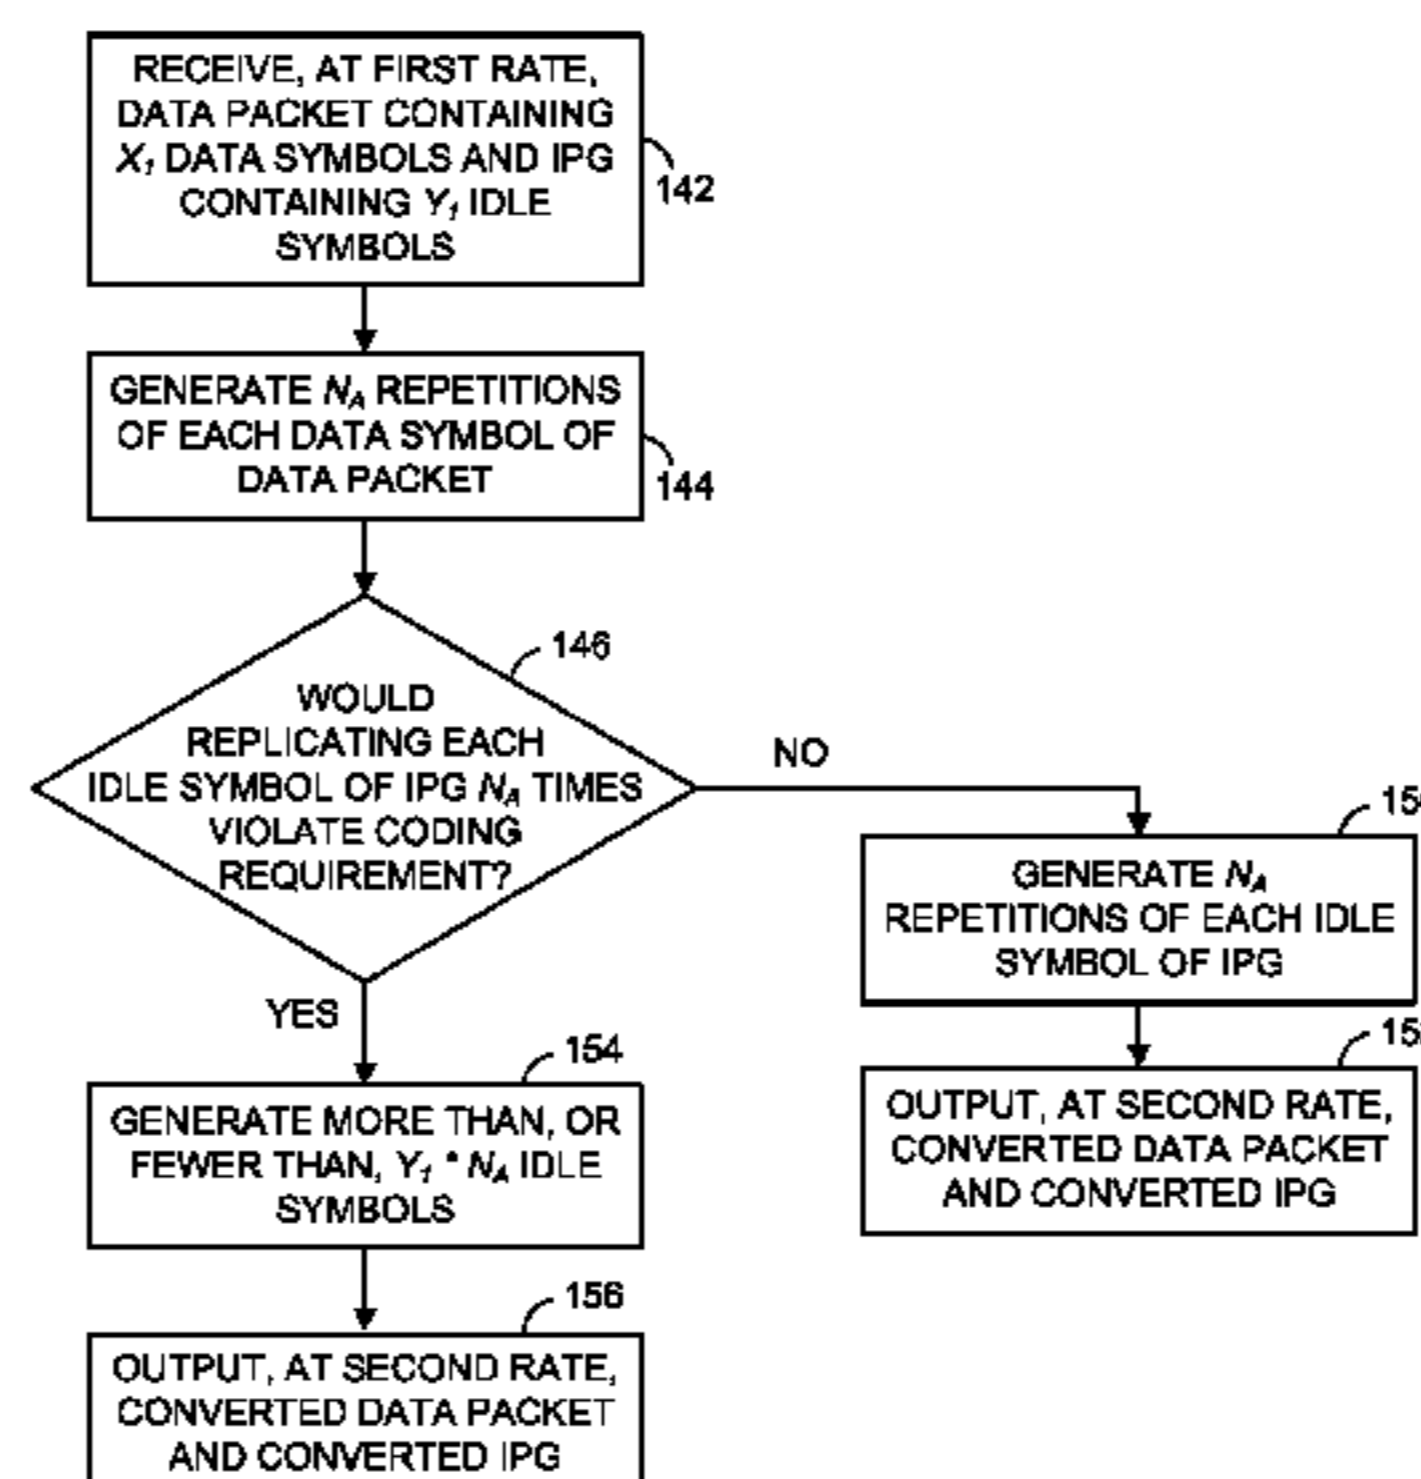 RECEIVE, AT FIRST RATE,
DATA PACKET CONTAINING
X₁ DATA SYMBOLS AND IPG
CONTAINING Y₁ IDLE
SYMBOLS
142
GENERATE N_A REPETITIONS
OF EACH DATA SYMBOL OF
DATA PACKET
144
146
WOULD
REPLICATING EACH
IDLE SYMBOL OF IPG N_A TIMES
VIOLATE CODING
REQUIREMENT?
NO
GENERATE N_A
REPETITIONS OF EACH IDLE
SYMBOL OF IPG
OUTPUT, AT SECOND RATE,
CONVERTED DATA PACKET
AND CONVERTED IPG
YES
154
GENERATE MORE THAN, OR
FEWER THAN, Y₁ * N_A IDLE
SYMBOLS
156
OUTPUT, AT SECOND RATE,
CONVERTED DATA PACKET
AND CONVERTED IPG